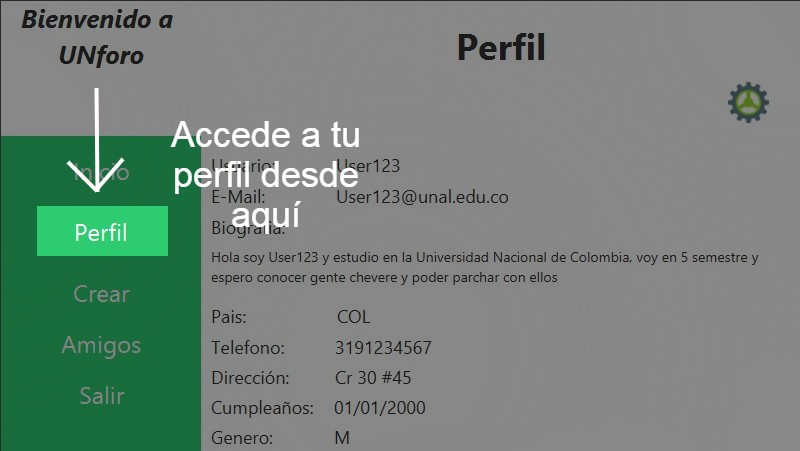 Bienvenido a
UNforo
Perfil
Accede a tu
perfil desde
aquí
Inicio
Perfil
Crear
Amigos
Salir
Usuario: User123
E-Mail: User123@unal.edu.co
Biografia:
Hola soy User123 y estudio en la Universidad Nacional de Colombia, voy en 5 semestre y
espero conocer gente chevere y poder parchar con ellos
Pais: COL
Telefono: 3191234567
Dirección: Cr 30 #45
Cumpleaños: 01/01/2000
Genero: M